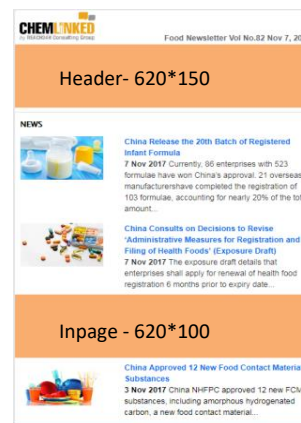 CHEMLINKED
by REACH24H Consulting Group
Food Newsletter Vol No.82 Nov 7, 20
Header- 620*150
NEWS
China Release the 20th Batch of Registered
Infant Formula
7 Nov 2017 Currently, 86 enterprises with 523
formulae have won China's approval. 21 overseas
manufacturershave completed the registration of
103 formulae, accounting for nearly 20% of the tot
amount...
China Consults on Decisions to Revise
'Administrative Measures for Registration and
Filing of Health Foods' (Exposure Draft)
7 Nov 2017 The exposure draft details that
enterprises shall apply for renewal of health food
registration 6 months prior to expiry date...
Inpage - 620*100
China Approved 12 New Food Contact Materia
Substances
3 Nov 2017 China NHFPC approved 12 new FCM
substances, including amorphous hydrogenated
carbon, a new food contact material...